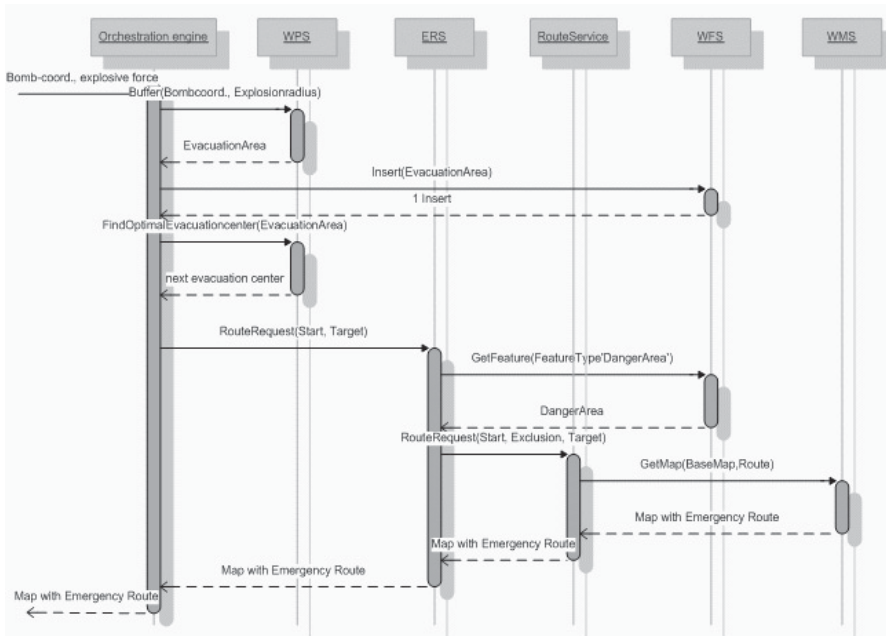 Orchestration engine
WPS
ERS
RouteService
WFS
WMS
Bomb-coord., explosive force
Buffer(Bombcoord., Explosionradius)
EvacuationArea
Insert(EvacuationArea)
1 Insert
FindOptimalEvacuationcenter(EvacuationArea)
next evacuation center
RouteRequest(Start, Target)
GetFeature(FeatureType'DangerArea')
DangerArea
RouteRequest(Start, Exclusion, Target)
GetMap(BaseMap,Route)
Map with Emergency Route
Map with Emergency Route
Map with Emergency Route
Map with Emergency Route